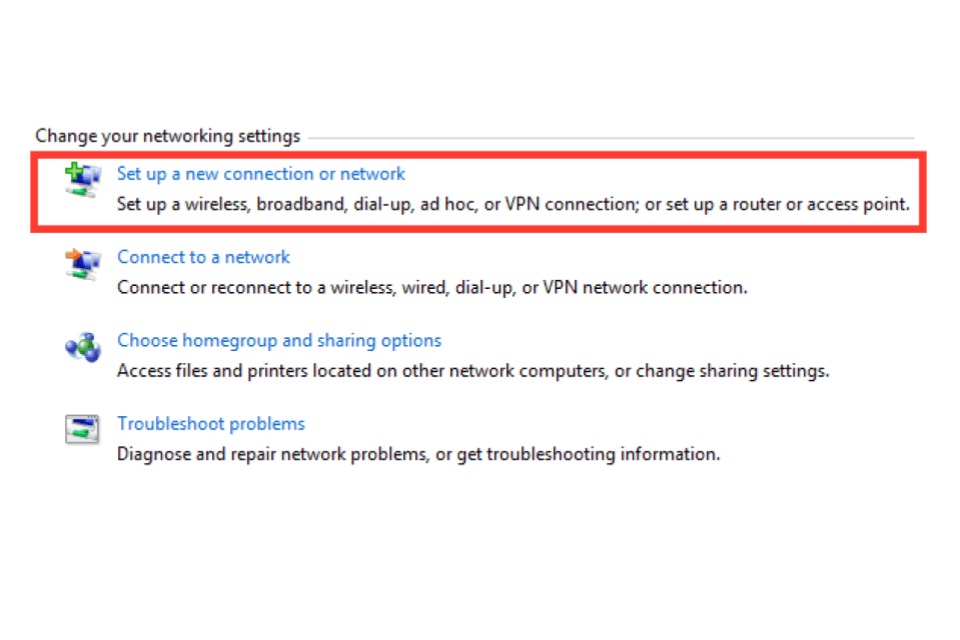 Change your networking settings
Set up a new connection or network
Set up a wireless, broadband, dial-up, ad hoc, or VPN connection; or set up a router or access point.
Connect to a network
Connect or reconnect to a wireless, wired, dial-up, or VPN network connection.
Choose homegroup and sharing options
Access files and printers located on other network computers, or change sharing settings.
Troubleshoot problems
Diagnose and repair network problems, or get troubleshooting information.